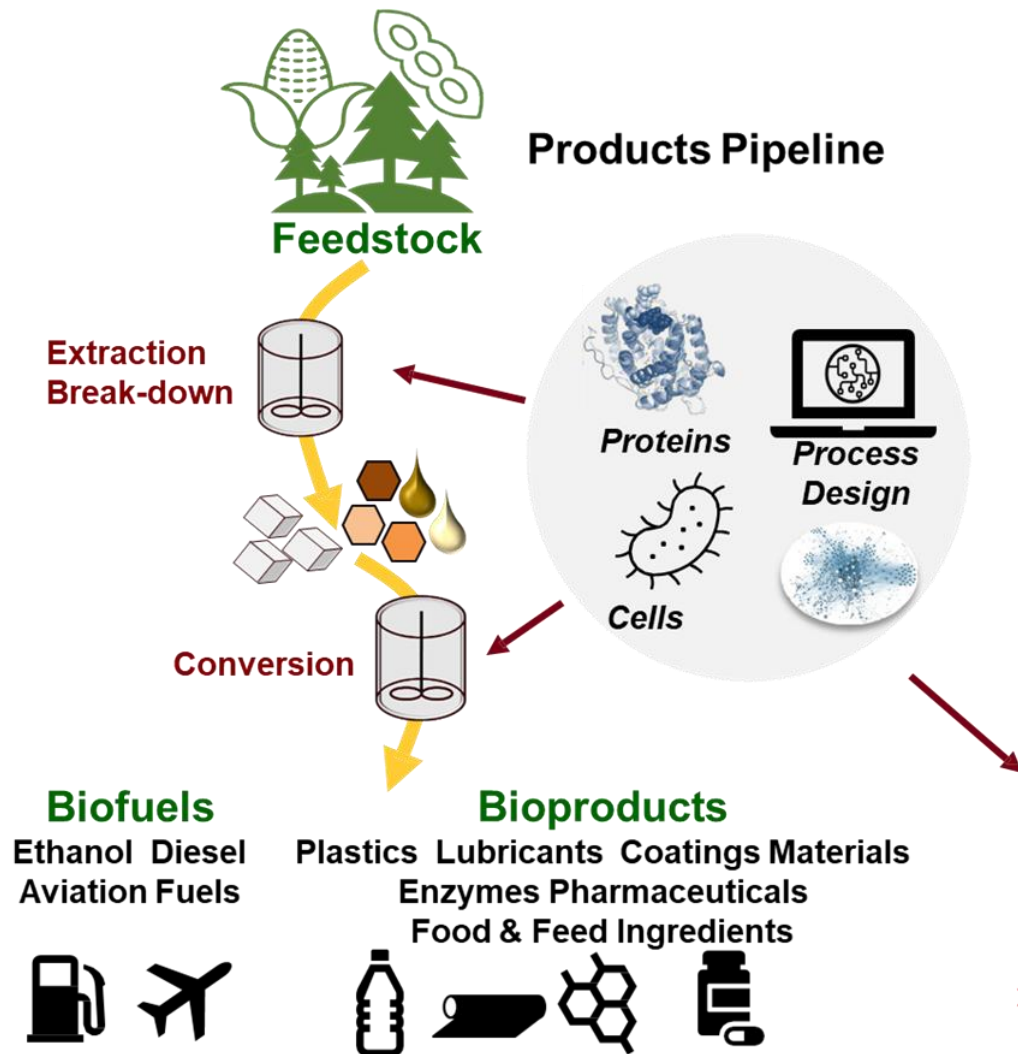 Products Pipeline
Feedstock
Extraction
Break-down
Proteins
Process
Design
Cells
Conversion
Biofuels
Ethanol Diesel
Aviation Fuels
Bioproducts
Plastics Lubricants Coatings Materials
Enzymes Pharmaceuticals
Food & Feed Ingredients